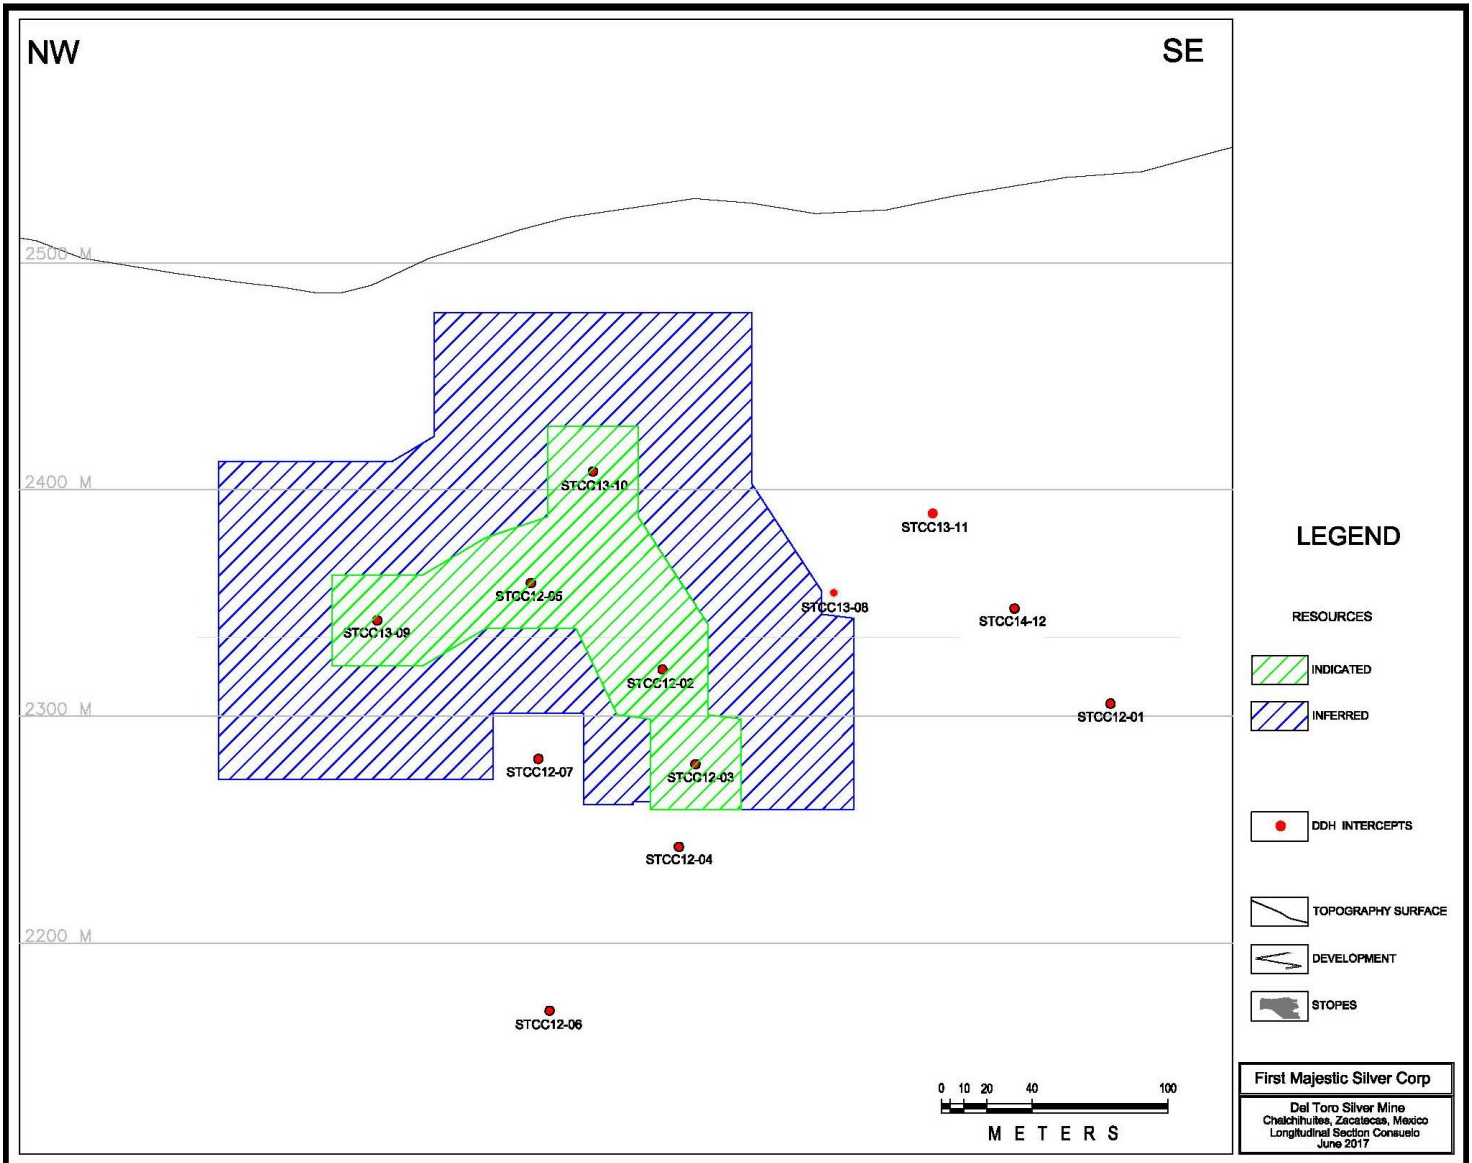 NW
SE
2500 M
2400 M
STCC13-10
STCC13-11
STCC12-05
STCC13-08
STCC14-12
STCC13-09
STCC12-02
2300 M
STCC12-01
STCC12-07
STCC12-03
STCC12-04
2200 M
STCC12-06
0 10 20 40 100
METERS
LEGEND
RESOURCES
INDICATED
INFERRED
DDH INTERCEPTS
TOPOGRAPHY SURFACE
DEVELOPMENT
STOPES
First Majestic Silver Corp
Del Toro Silver Mine
Chalchihuites, Zacatecas, Mexico
Longitudinal Section Consuelo
June 2017